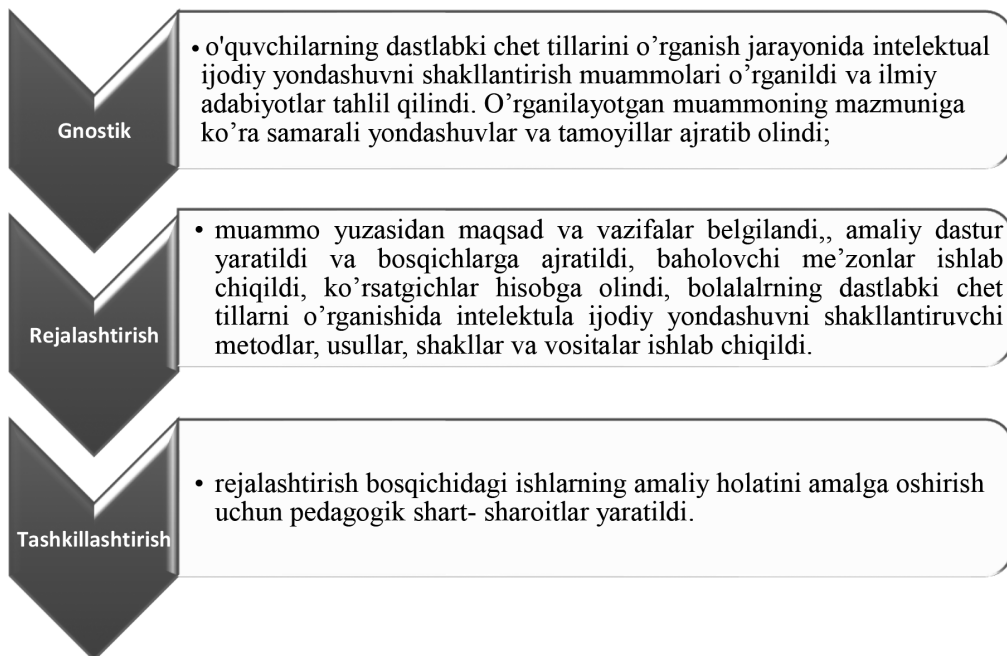 Gnostik
• o'quvchilarning dastlabki chet tillarini o’rganish jarayonida intelektual
ijodiy yondashuvni shakllantirish muammolari o’rganildi va ilmiy
adabiyotlar tahlil qilindi. O’rganilayotgan muammoning mazmuniga
ko’ra samarali yondashuvlar va tamoyillar ajratib olindi;
Rejalashtirish
• muammo yuzasidan maqsad va vazifalar belgilandi,, amaliy dastur
yaratildi va bosqichlarga ajratildi, baholovchi me’zonlar ishlab
chiqildi, ko’rsatgichlar hisobga olindi, bolalalrning dastlabki chet
tillarni o’rganishida intelektula ijodiy yondashuvni shakllantiruvchi
metodlar, usullar, shakllar va vositalar ishlab chiqildi.
Tashkillashtirish
• rejalashtirish bosqichidagi ishlarning amaliy holatini amalga oshirish
uchun pedagogik shart- sharoitlar yaratildi.